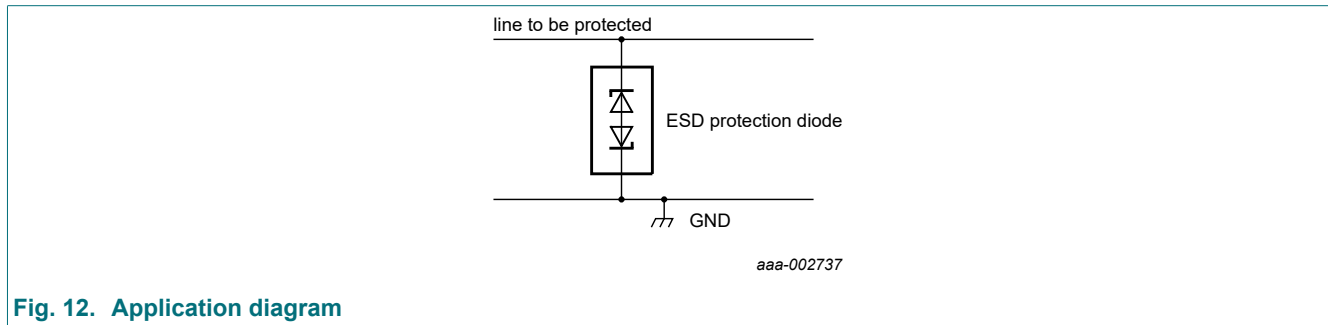 line to be protected
ESD protection diode
GND
aaa-002737
Fig. 12. Application diagram